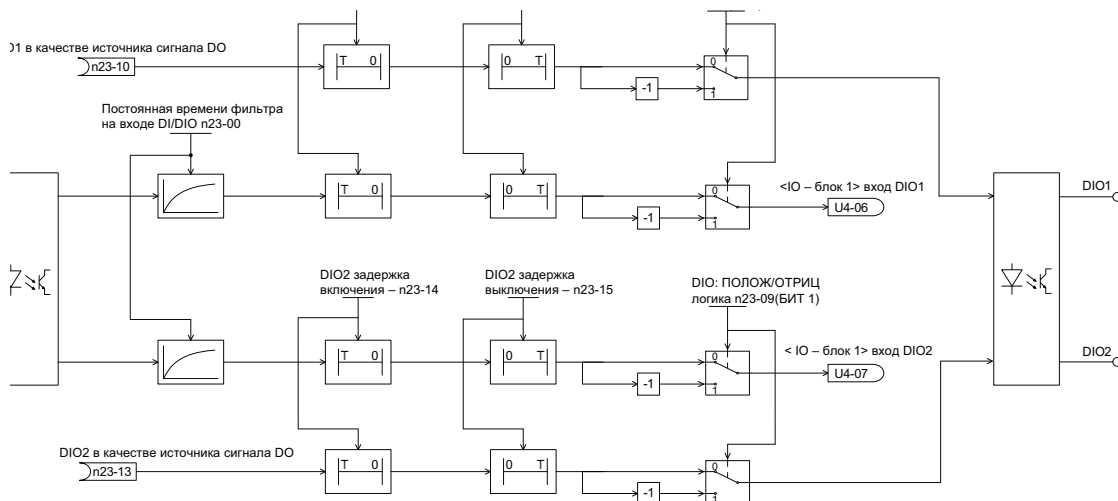 О1 в качестве источника сигнала DO
n23-10
T 0
0 T
0
-1
1
Постоянная времени фильтра
на входе DI/DIO n23-00
T 0
0 T
0
-1
1
<IO – блок 1> вход DIO1
U4-06
DIO1
DIO2 задержка
включения – n23-14
DIO2 задержка
выключения – n23-15
DIO: ПОЛОЖ/ОТРИЦ
логика n23-09(БИТ 1)
T 0
0 T
0
-1
1
< IO – блок 1> вход DIO2
U4-07
DIO2
DIO2 в качестве источника сигнала DO
n23-13
T 0
0 T
0
-1
1